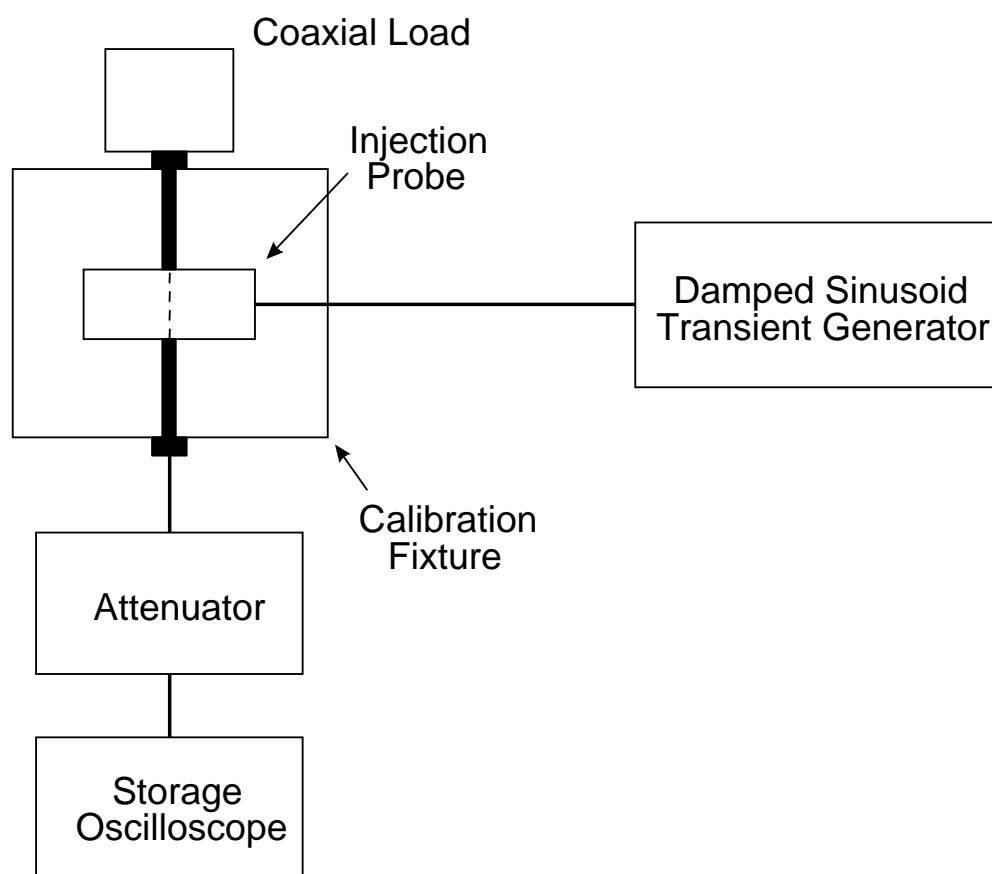 Coaxial Load
Injection
Probe
Damped Sinusoid
Transient Generator
Calibration
Fixture
Attenuator
Storage
Oscilloscope